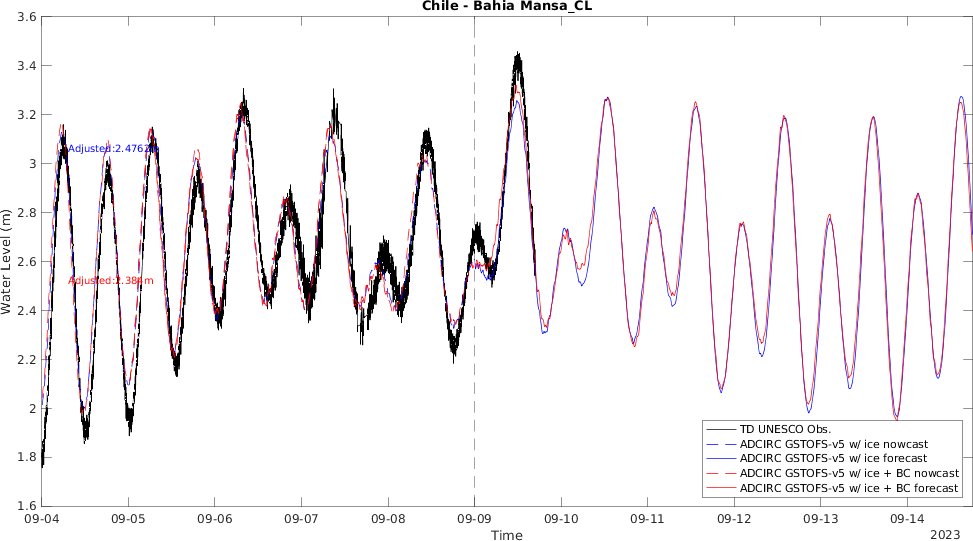 Chile - Bahia Mansa_CL
3.6
3.4
3.2
3
2.8
2.6
2.4
2.2
2
1.8
1.6
Water Level (m)
Adjusted:2.4762
Adjusted:2.384m
09-04
09-05
09-06
09-07
09-08
09-09
09-10
09-11
09-12
09-13
09-14
Time
2023
TD UNESCO Obs.
ADCIRC GSTOFS-v5 w/ ice nowcast
ADCIRC GSTOFS-v5 w/ ice forecast
ADCIRC GSTOFS-v5 w/ ice + BC nowcast
ADCIRC GSTOFS-v5 w/ ice + BC forecast